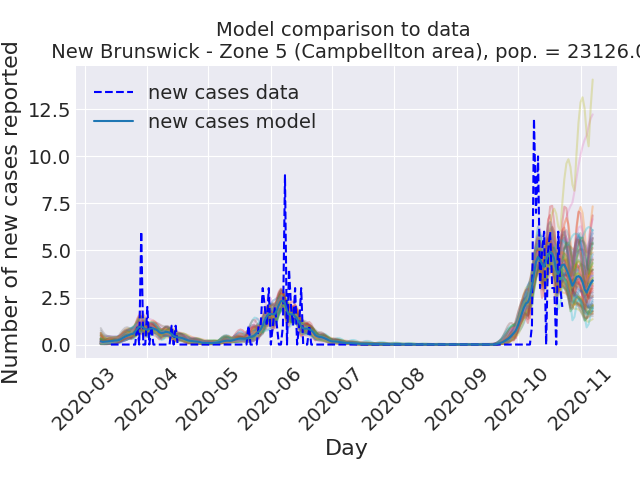 Model comparison to data
New Brunswick - Zone 5 (Campbellton area), pop. = 23126.0
Number of new cases reported
12.5
10.0
7.5
5.0
2.5
0.0
new cases data
new cases model
2020-03
2020-04
2020-05
2020-06
2020-07
2020-08
2020-09
2020-10
2020-11
Day